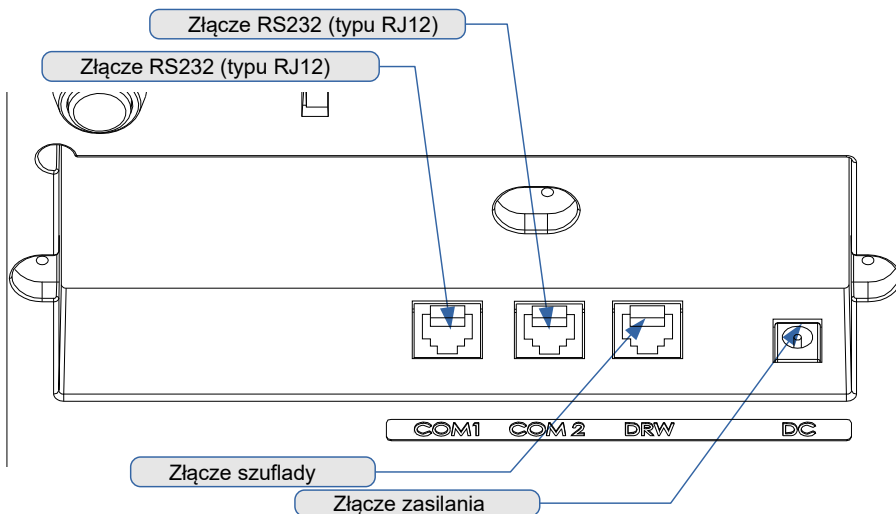 Złącze RS232 (typu RJ12)
Złącze RS232 (typu RJ12)
COM1 COM 2 DRW DC
Złącze szuflady
Złącze zasilania